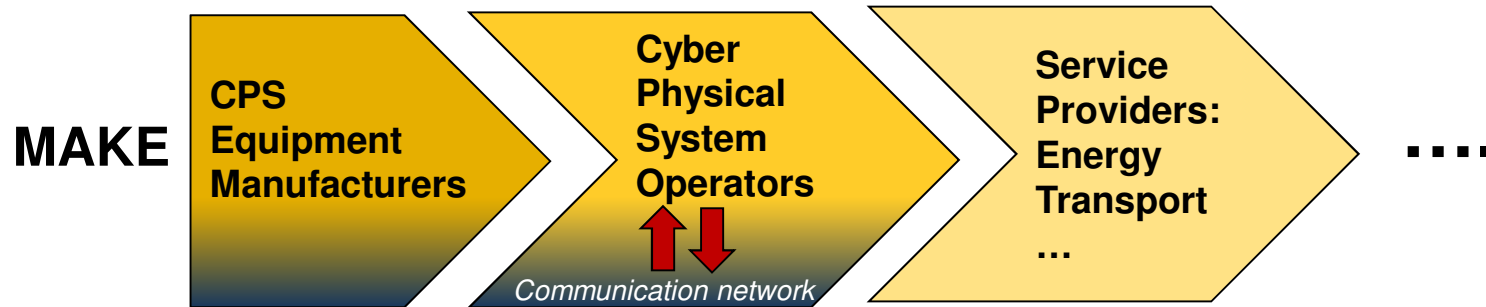 MAKE
CPS
Equipment
Manufacturers
Cyber
Physical
System
Operators
Communication network
Service
Providers:
Energy
Transport
…
....